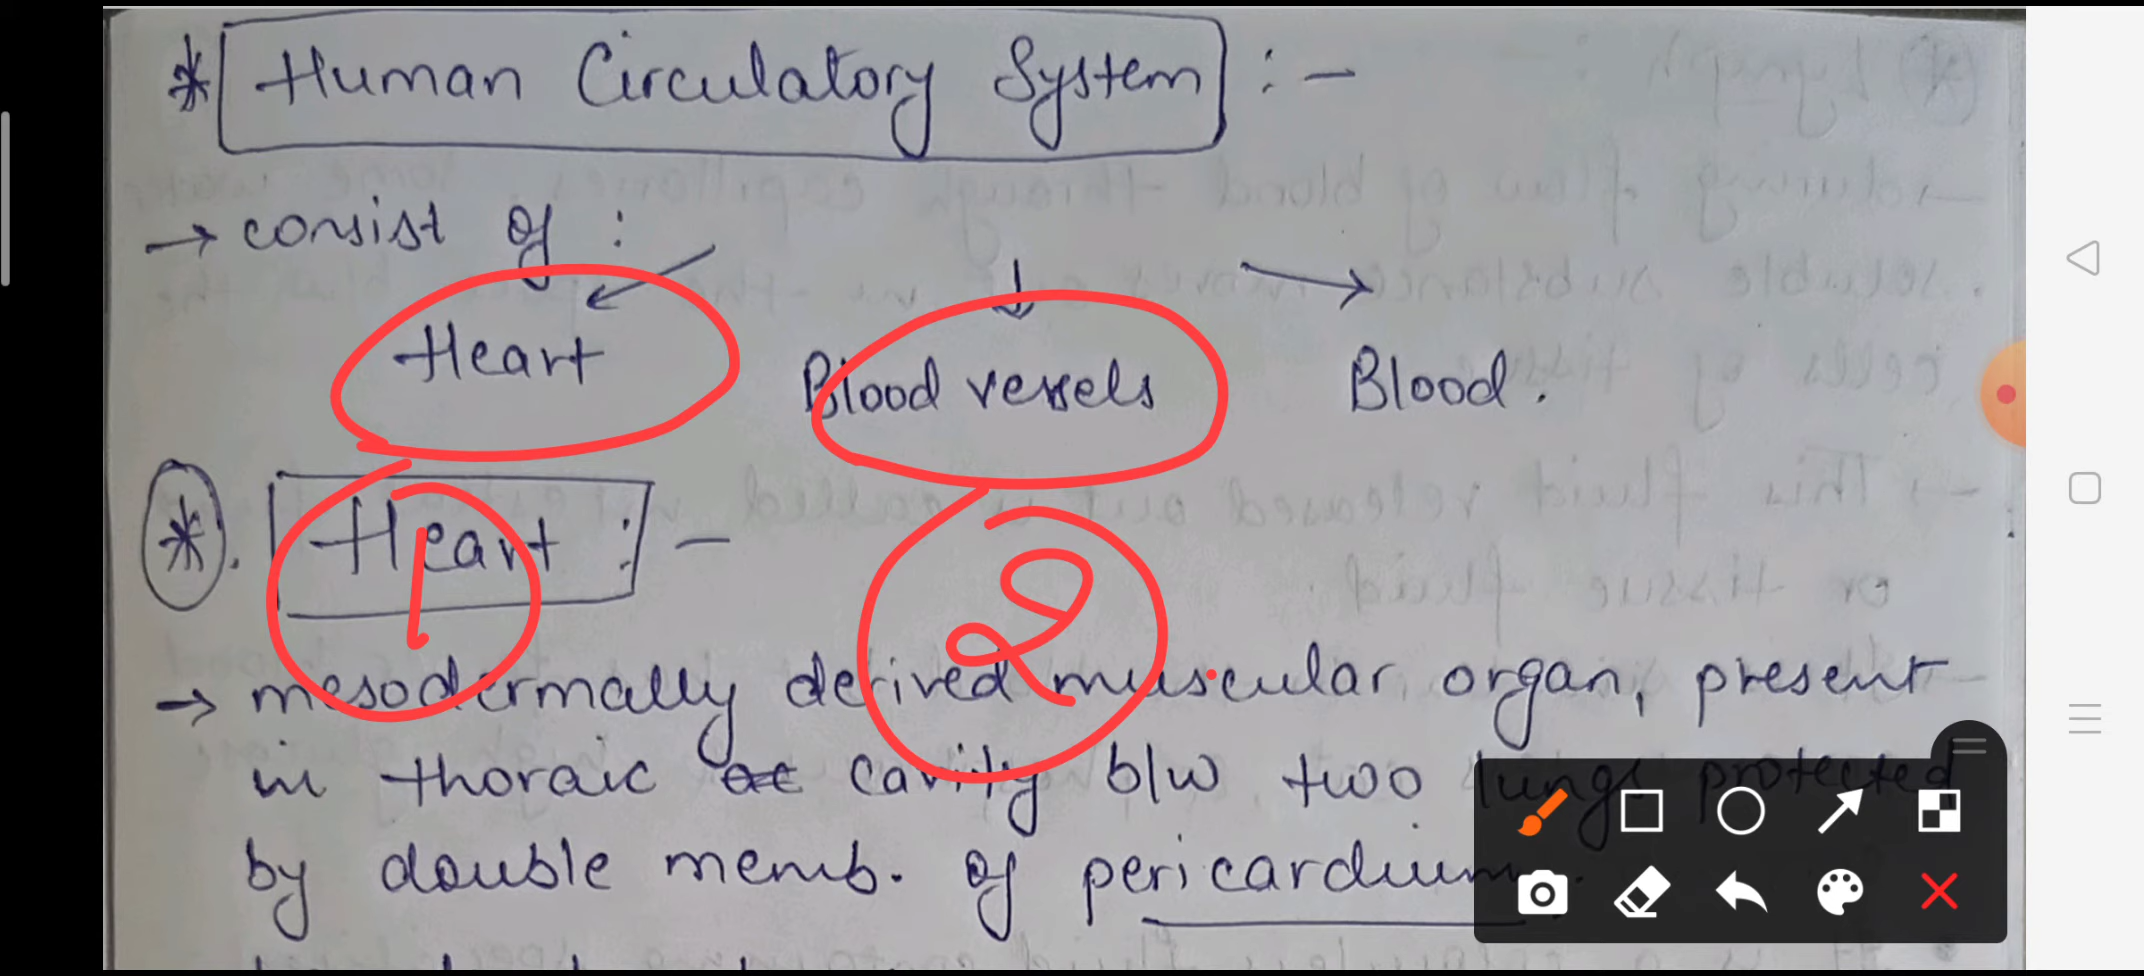 * Human Circulatory System : -
→ consist of :
Heart Blood vessels Blood.
*. Heart : -
1 2
→ mesodermally derived muscular organ, present
in thoraic cavity b/w two lungs protected
by double memb. of pericardium.